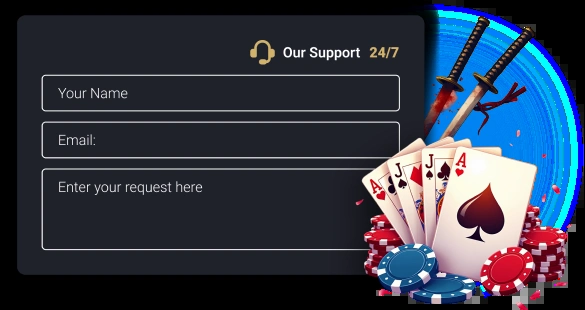 Our Support 24/7
Your Name
Email:
Enter your request here
A J J A